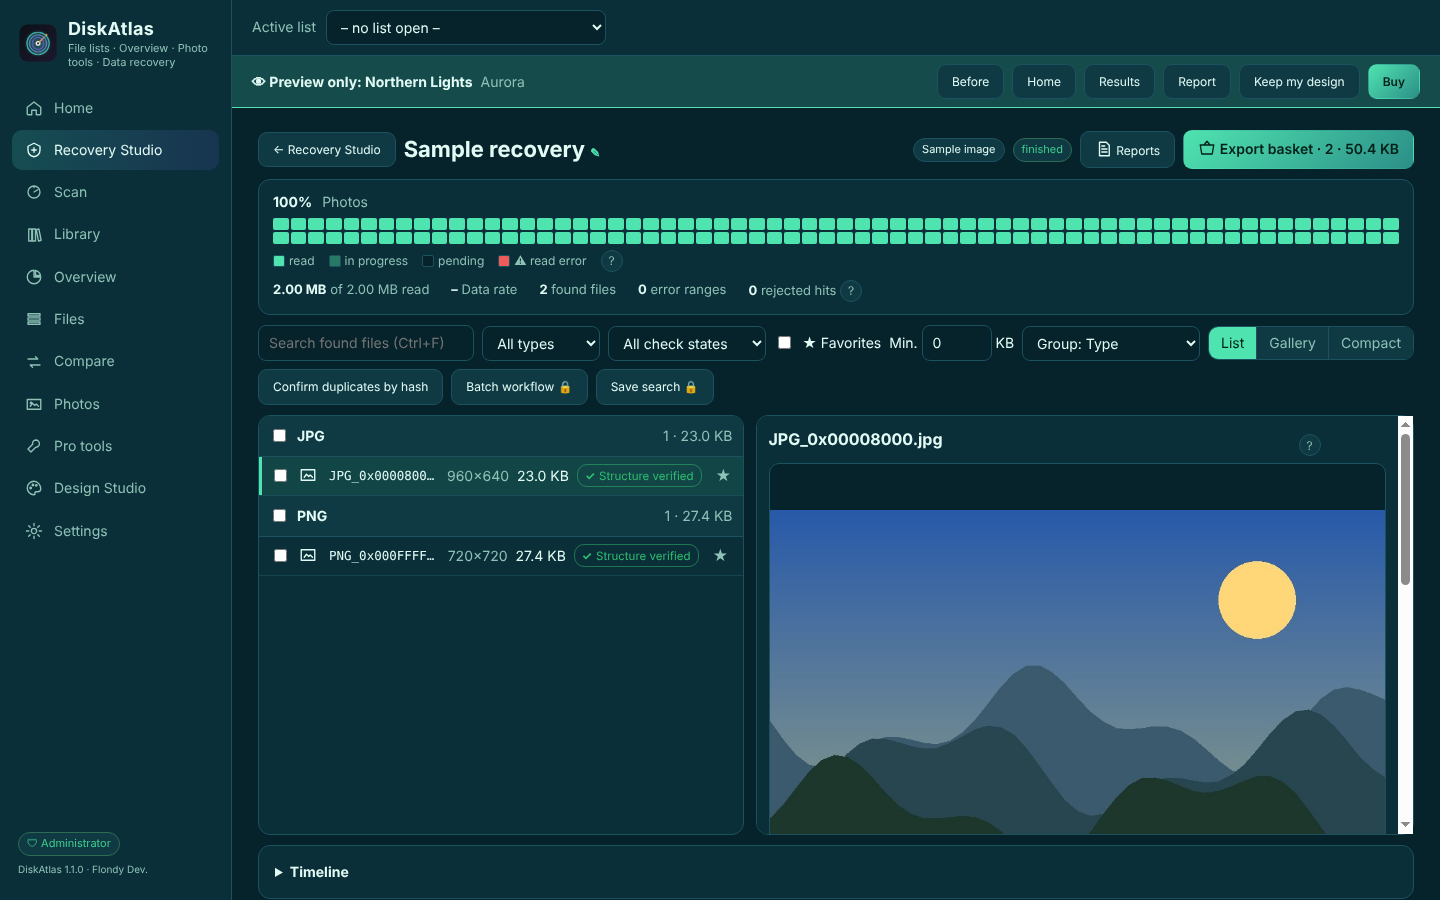 DiskAtlas
File lists · Overview · Photo
tools · Data recovery
Home
Recovery Studio
Scan
Library
Overview
Files
Compare
Photos
Pro tools
Design Studio
Settings
Administrator
DiskAtlas 1.1.0 · Flondy Dev.
Active list
– no list open –
Preview only: Northern Lights Aurora
Before
Home
Results
Report
Keep my design
Buy
← Recovery Studio
Sample recovery
Sample image
finished
Reports
Export basket · 2 · 50.4 KB
100% Photos
read
in progress
pending
read error
?
2.00 MB of 2.00 MB read
– Data rate
2 found files
0 error ranges
0 rejected hits
?
Search found files (Ctrl+F)
All types
All check states
★ Favorites
Min.
0
KB
Group: Type
List
Gallery
Compact
Confirm duplicates by hash
Batch workflow
Save search
JPG
1 · 23.0 KB
JPG_0x0000800… 960×640 23.0 KB ✓ Structure verified ★
PNG
1 · 27.4 KB
PNG_0x000FFFF… 720×720 27.4 KB ✓ Structure verified ★
JPG_0x00008000.jpg
?
Timeline